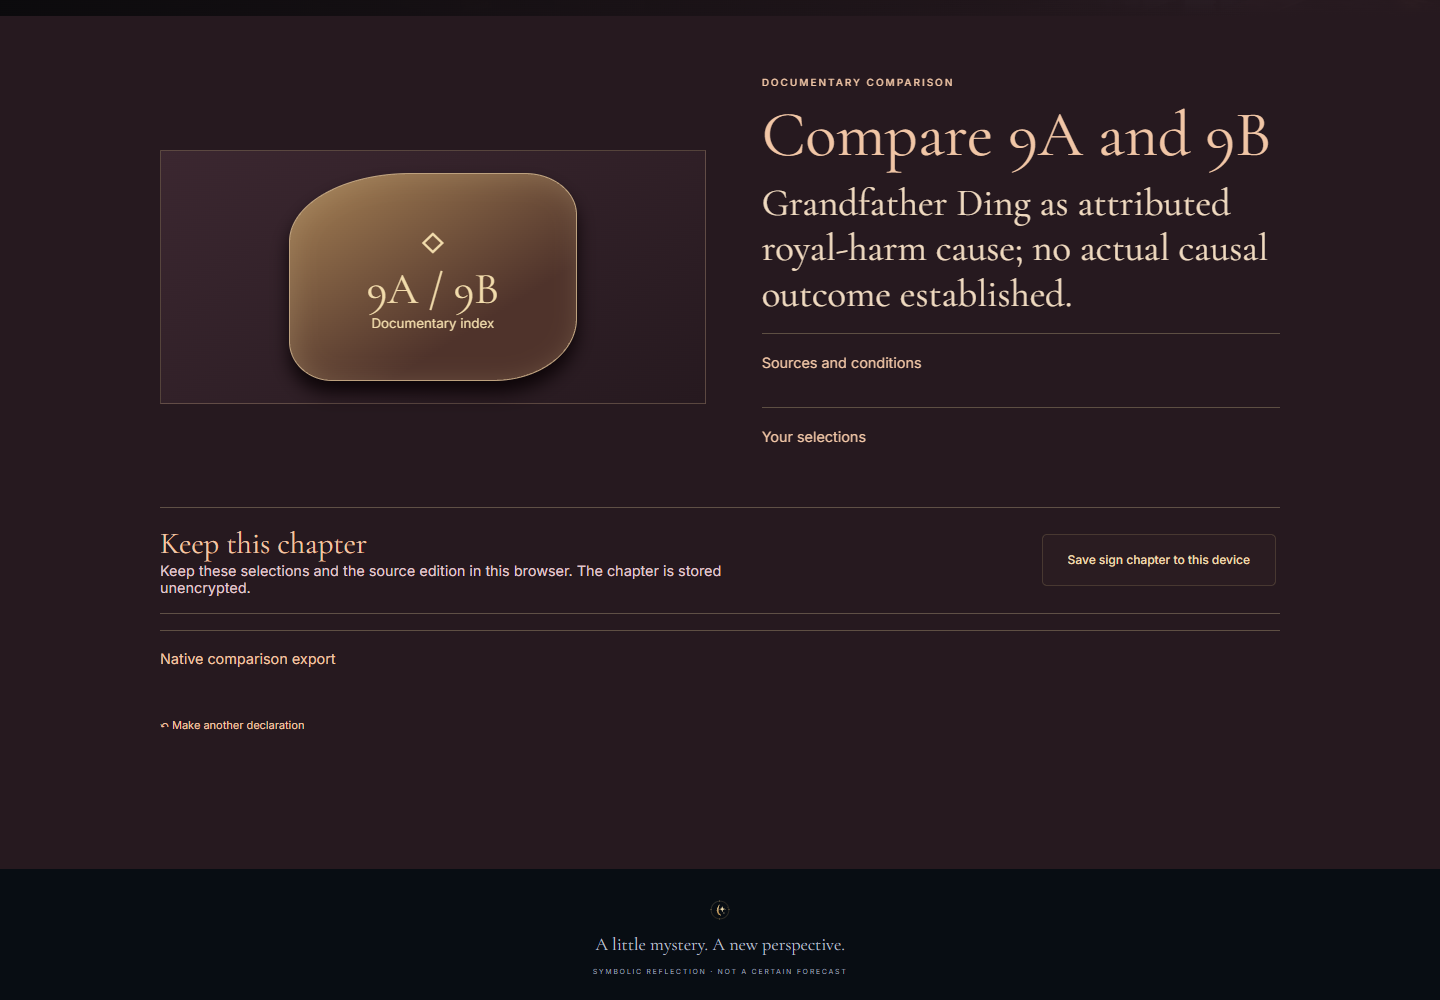 DOCUMENTARY COMPARISON
Compare 9A and 9B
Grandfather Ding as attributed
royal-harm cause; no actual causal
outcome established.
9A / 9B
Documentary index
Sources and conditions
Your selections
Keep this chapter
Keep these selections and the source edition in this browser. The chapter is stored
unencrypted.
Save sign chapter to this device
Native comparison export
↶ Make another declaration
A little mystery. A new perspective.
SYMBOLIC REFLECTION · NOT A CERTAIN FORECAST